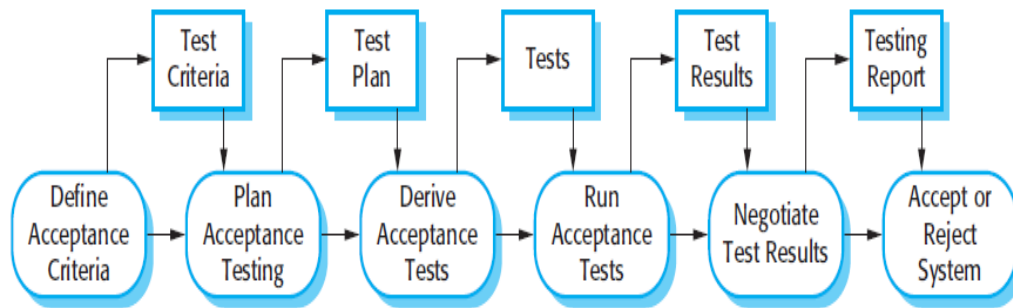 Test
Criteria
Test
Plan
Tests
Test
Results
Testing
Report
Define
Acceptance
Criteria
Plan
Acceptance
Testing
Derive
Acceptance
Tests
Run
Acceptance
Tests
Negotiate
Test Results
Accept or
Reject
System